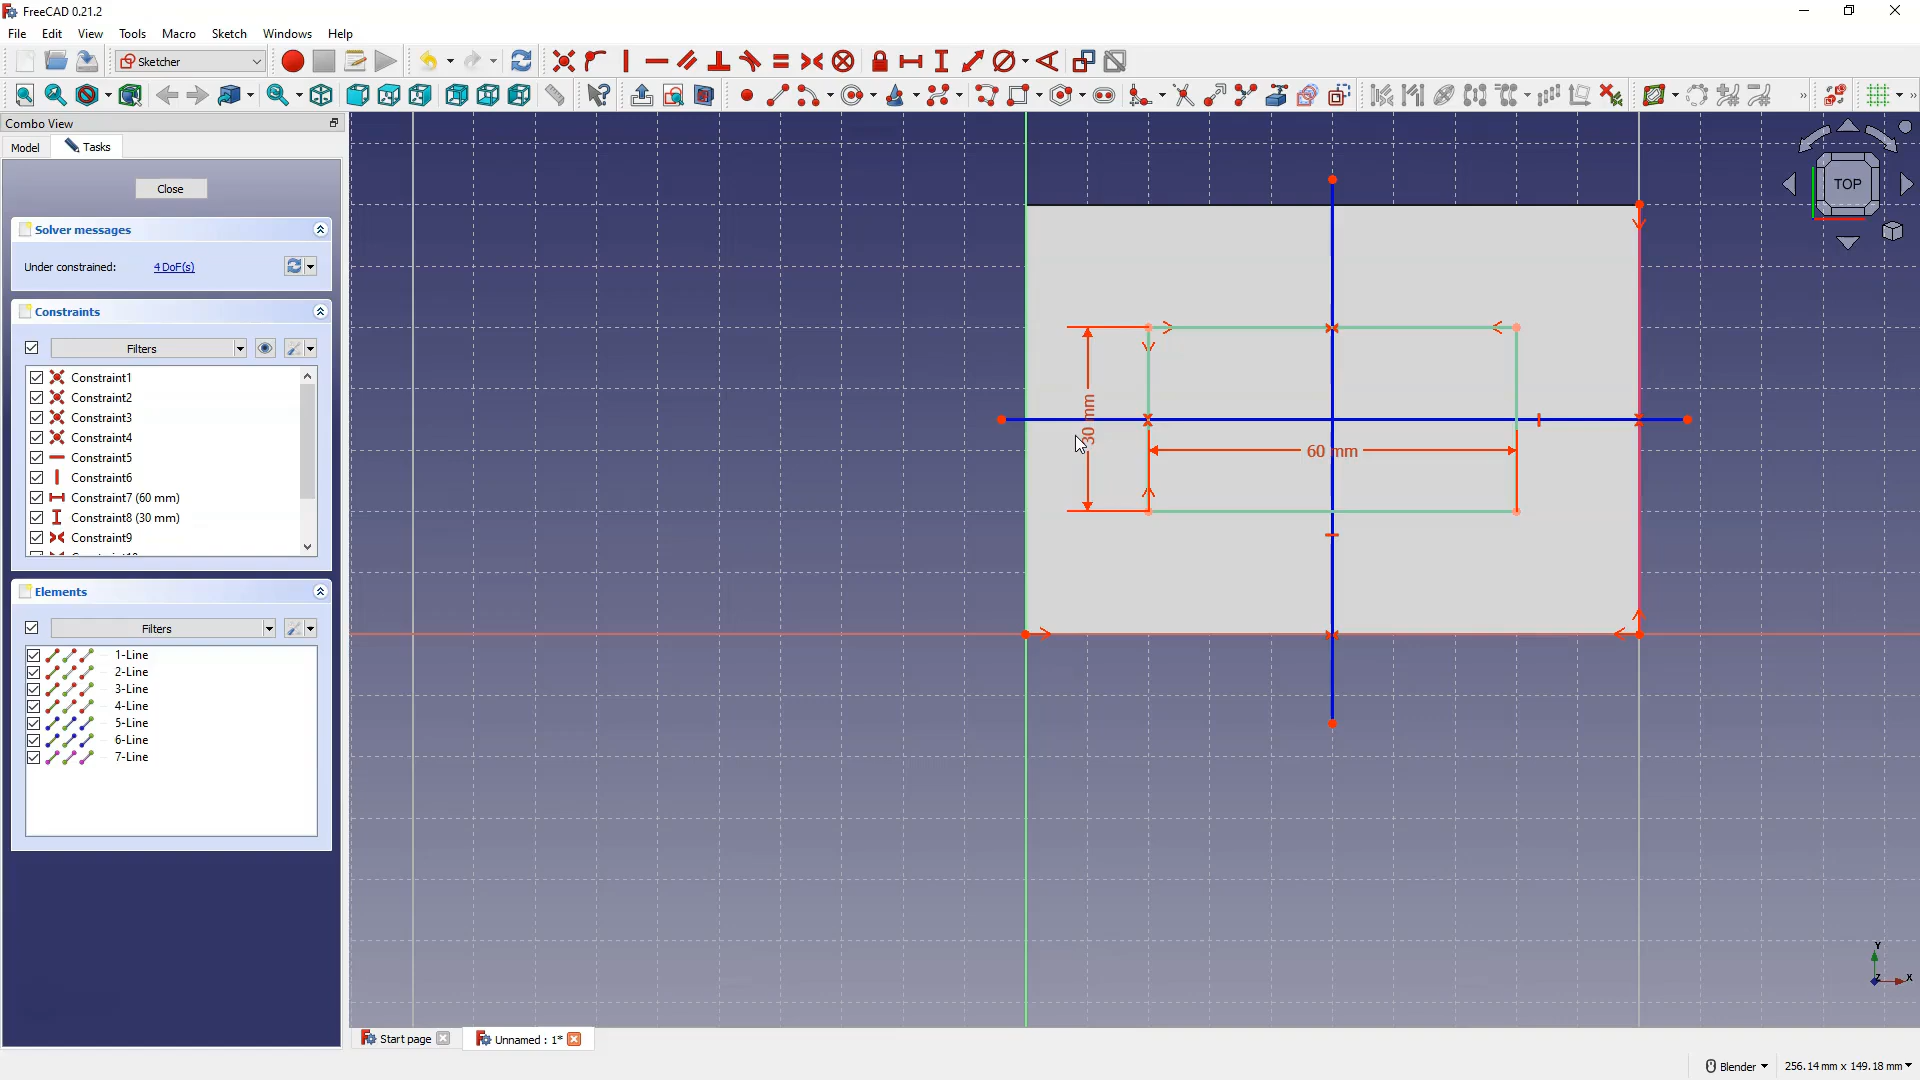 FreeCAD 0.21.2
File Edit View Tools Macro Sketch Windows Help
Sketcher
Combo View
Model Tasks
Close
Solver messages
Under constrained: 4 DoF(s)
Constraints
Filters
Constraint1
Constraint2
Constraint3
Constraint4
Constraint5
Constraint6
Constraint7 (60 mm)
Constraint8 (30 mm)
Constraint9
Elements
Filters
1-Line
2-Line
3-Line
4-Line
5-Line
6-Line
7-Line
TOP
30 mm
60 mm
Y
Z X
Start page Unnamed : 1*
Blender 256.14 mm x 149.18 mm